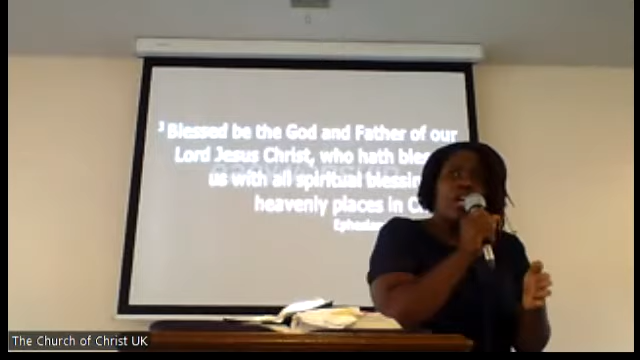 3 Blessed be the God and Father of our
Lord Jesus Christ, who hath
us with all spiritual
heavenly places in
The Church of Christ UK